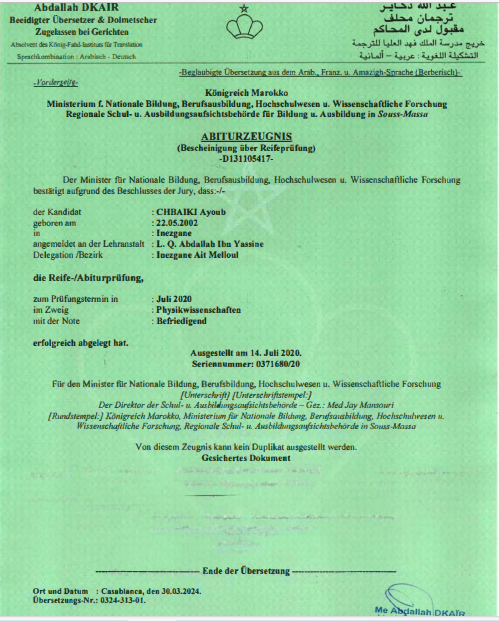 Abdallah DKAIR
Beeidigter Übersetzer & Dolmetscher
Zugelassen bei Gerichten
Absolvent des König-Fahd-Instituts für Translation
Sprachkombination : Arabisch - Deutsch
عبد الله دكاير
ترجمان محلف
مقبول لدى المحاكم
خريج مدرسة الملك فهد العليا للترجمة
التشكيلة اللغوية : عربية - ألمانية
-Beglaubigte Übersetzung aus dem Arab., Franz. u. Amazigh-Sprache (Berberisch)-
-Vorderseite-
Königreich Marokko
Ministerium f. Nationale Bildung, Berufsausbildung, Hochschulwesen u. Wissenschaftliche Forschung
Regionale Schul- u. Ausbildungsaufsichtsbehörde für Bildung u. Ausbildung in Souss-Massa
ABITURZEUGNIS
(Bescheinigung über Reifeprüfung)
-D131105417-
Der Minister für Nationale Bildung, Berufsausbildung, Hochschulwesen u. Wissenschaftliche Forschung
bestätigt aufgrund des Beschlusses der Jury, dass:-/-
der Kandidat : CHBAIKI Ayoub
geboren am : 22.05.2002
in : Inezgane
angemeldet an der Lehranstalt : L. Q. Abdallah Ibn Yassine
Delegation /Bezirk : Inezgane Ait Melloul
die Reife-/Abiturprüfung,
zum Prüfungstermin in : Juli 2020
im Zweig : Physikwissenschaften
mit der Note : Befriedigend
erfolgreich abgelegt hat.
Ausgestellt am 14. Juli 2020.
Seriennummer: 0371680/20
Für den Minister für Nationale Bildung, Berufsbildung, Hochschulwesen u. Wissenschaftliche Forschung
[Unterschrift] [Unterschriftstempel:]
Der Direktor der Schul- u. Ausbildungsaufsichtsbehörde – Gez.: Med Jay Mansouri
[Rundstempel:] Königreich Marokko, Ministerium für Nationale Bildung, Berufsausbildung, Hochschulwesen u.
Wissenschaftliche Forschung, Regionale Schul- u. Ausbildungsaufsichtsbehörde in Souss-Massa
Von diesem Zeugnis kann kein Duplikat ausgestellt werden.
Gesichertes Dokument
Ende der Übersetzung
Ort und Datum : Casablanca, den 30.03.2024.
Übersetzungs-Nr.: 0324-313-01.
Me Abdallah DKAIR